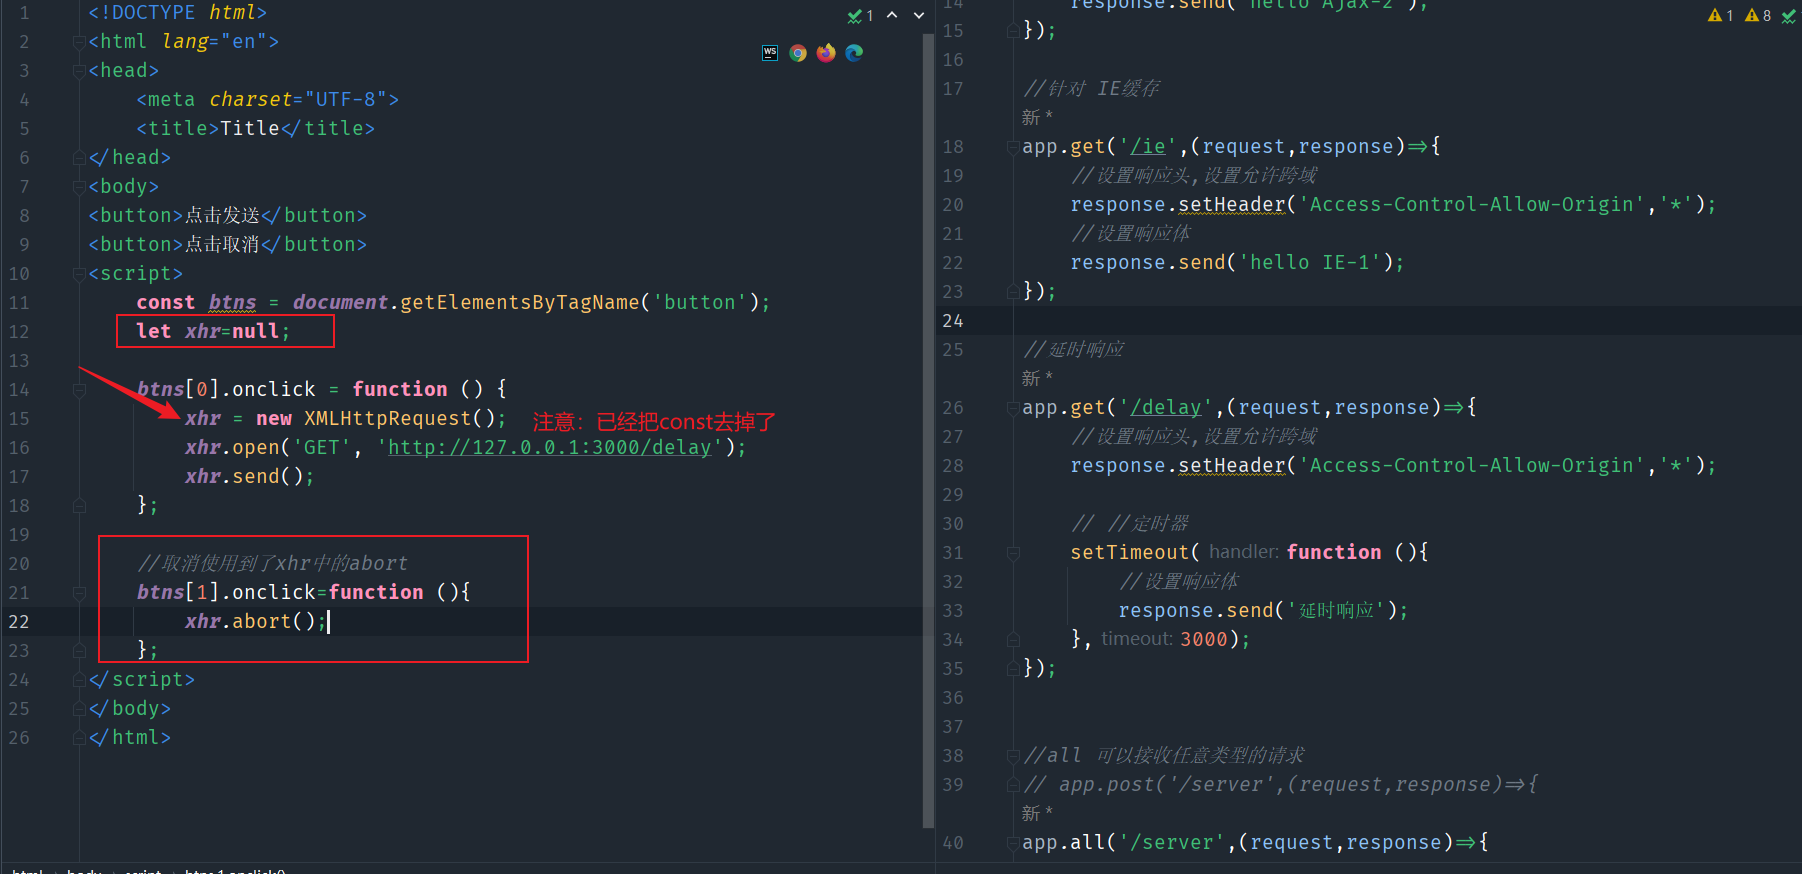 1 <!DOCTYPE html>
2 <html lang="en">
3 <head>
4 <meta charset="UTF-8">
5 <title>Title</title>
6 </head>
7 <body>
8 <button>点击发送</button>
9 <button>点击取消</button>
10 <script>
11 const btns = document.getElementsByTagName('button');
12 let xhr=null;
13
14 btns[0].onclick = function () {
15 xhr = new XMLHttpRequest(); 注意：已经把const去掉了
16 xhr.open('GET', 'http://127.0.0.1:3000/delay');
17 xhr.send();
18 };
19
20 //取消使用到了xhr中的abort
21 btns[1].onclick=function (){
22 xhr.abort();
23 };
24 </script>
25 </body>
26 </html>
1
WS
html body script btns.1.onclick()
14 response.send('hello Ajax-2');
15 });
16
17 //针对 IE缓存
新 *
18 app.get('/ie',(request,response)=>{
19 //设置响应头,设置允许跨域
20 response.setHeader('Access-Control-Allow-Origin','*');
21 //设置响应体
22 response.send('hello IE-1');
23 });
24
25 //延时响应
新 *
26 app.get('/delay',(request,response)=>{
27 //设置响应头,设置允许跨域
28 response.setHeader('Access-Control-Allow-Origin','*');
29
30 // //定时器
31 setTimeout( handler: function (){
32 //设置响应体
33 response.send('延时响应');
34 }, timeout: 3000);
35 });
36
37
38 //all 可以接收任意类型的请求
39 // app.post('/server',(request,response)=>{
新 *
40 app.all('/server',(request,response)=>{
1 8